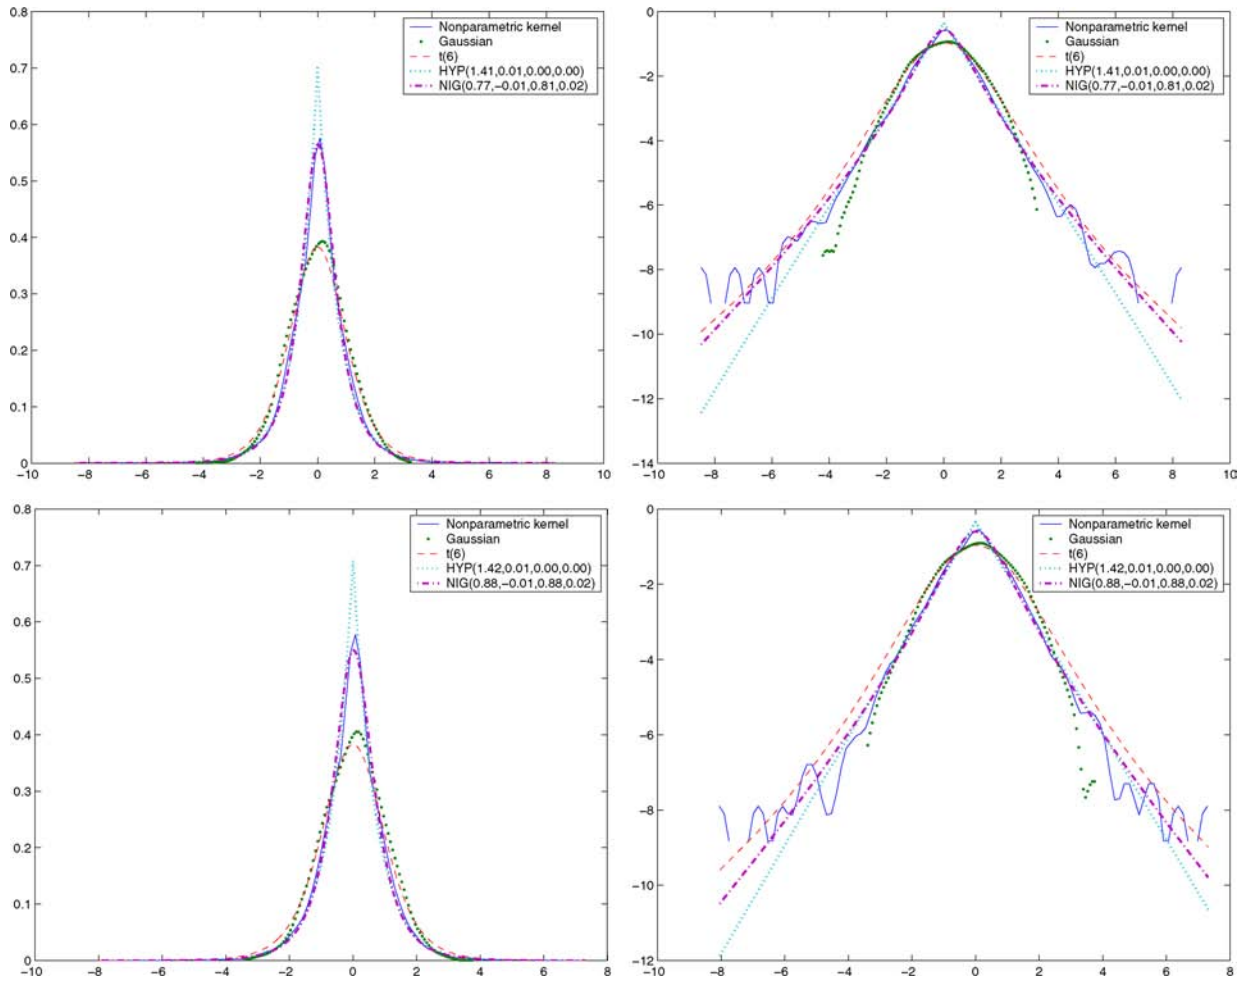 0.8
0.7
0.6
0.5
0.4
0.3
0.2
0.1
0
−10 −8 −6 −4 −2 0 2 4 6 8 10
Nonparametric kernel
Gaussian
t(6)
HYP(1.41,0.01,0.00,0.00)
NIG(0.77,−0.01,0.81,0.02)
0
−2
−4
−6
−8
−10
−12
−14
−10 −8 −6 −4 −2 0 2 4 6 8 10
Nonparametric kernel
Gaussian
t(6)
HYP(1.41,0.01,0.00,0.00)
NIG(0.77,−0.01,0.81,0.02)
0.8
0.7
0.6
0.5
0.4
0.3
0.2
0.1
0
−10 −8 −6 −4 −2 0 2 4 6 8
Nonparametric kernel
Gaussian
t(6)
HYP(1.42,0.01,0.00,0.00)
NIG(0.88,−0.01,0.88,0.02)
0
−2
−4
−6
−8
−10
−12
−10 −8 −6 −4 −2 0 2 4 6 8
Nonparametric kernel
Gaussian
t(6)
HYP(1.42,0.01,0.00,0.00)
NIG(0.88,−0.01,0.88,0.02)